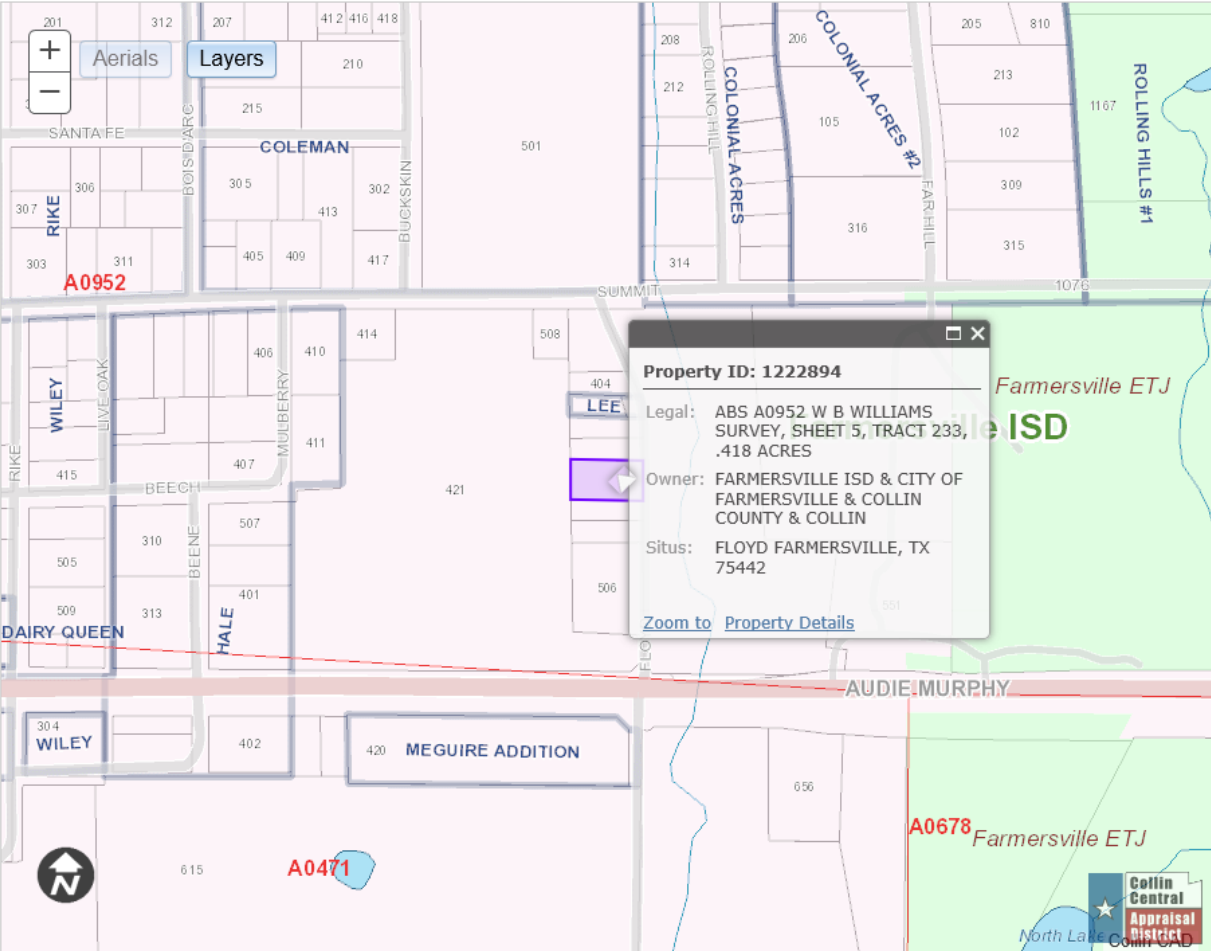 201
312
207
412
416
418
208
206
COLONIAL ACRES #2
205
810
+
Aerials
Layers
−
210
ROLLING HILL
213
ROLLING HILLS #1
212
COLONIAL ACRES
1167
215
BOIS D'ARC
105
102
SANTA FE
COLEMAN
501
306
305
302
BUCKSKIN
309
307
RIKE
413
FAR HILL
316
315
303
311
405
409
417
314
A0952
SUMMIT
1076
414
508
406
410
404
Farmersville ETJ
LEE
WILEY
LIVE OAK
MULBERRY
ISD
411
RIKE
415
407
BEECH
421
Property ID: 1222894
Legal: ABS A0952 W B WILLIAMS
SURVEY, SHEET 5, TRACT 233,
.418 ACRES
Owner: FARMERSVILLE ISD & CITY OF
FARMERSVILLE & COLLIN
COUNTY & COLLIN
Situs: FLOYD FARMERSVILLE, TX
75442
Zoom to Property Details
551
507
310
BEENE
505
506
401
509
313
HALE
DAIRY QUEEN
FLO
AUDIE MURPHY
304
WILEY
402
420
MEGUIRE ADDITION
656
A0678
Farmersville ETJ
N
615
A0471
Collin
Central
Appraisal
District
North Lake
Collin CAD